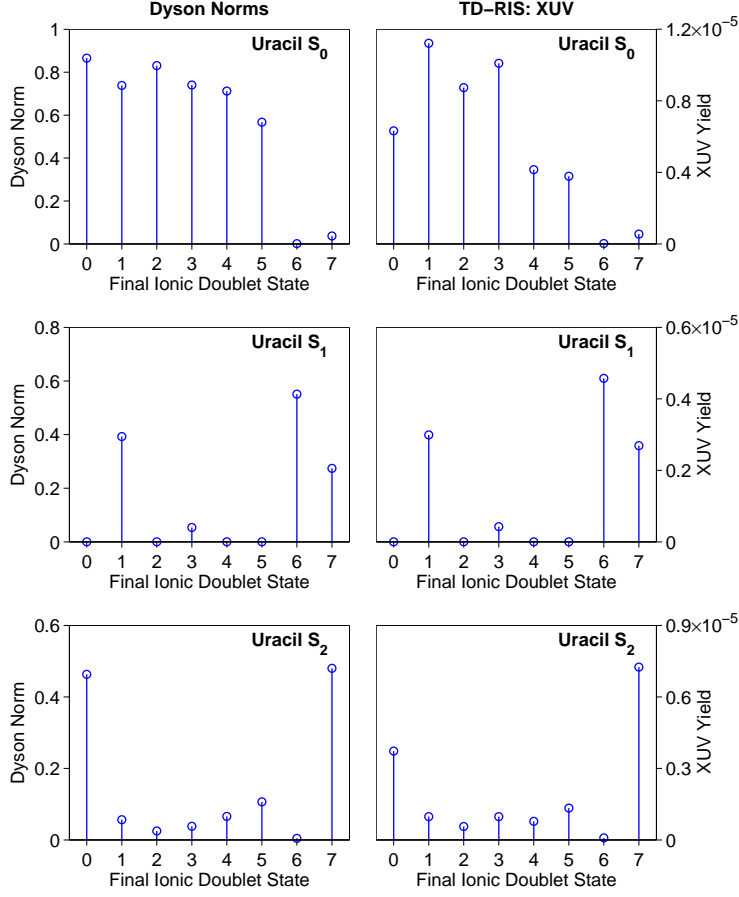 Dyson Norms
TD−RIS: XUV
1
0.8
0.6
0.4
0.2
0
Dyson Norm
Uracil S0
0 1 2 3 4 5 6 7
Final Ionic Doublet State
Uracil S0
1.2×10−5
0.8
0.4
0
XUV Yield
0 1 2 3 4 5 6 7
Final Ionic Doublet State
0.8
0.6
0.4
0.2
0
Dyson Norm
Uracil S1
0 1 2 3 4 5 6 7
Final Ionic Doublet State
Uracil S1
0.6×10−5
0.4
0.2
0
XUV Yield
0 1 2 3 4 5 6 7
Final Ionic Doublet State
0.6
0.4
0.2
0
Dyson Norm
Uracil S2
0 1 2 3 4 5 6 7
Final Ionic Doublet State
Uracil S2
0.9×10−5
0.6
0.3
0
XUV Yield
0 1 2 3 4 5 6 7
Final Ionic Doublet State